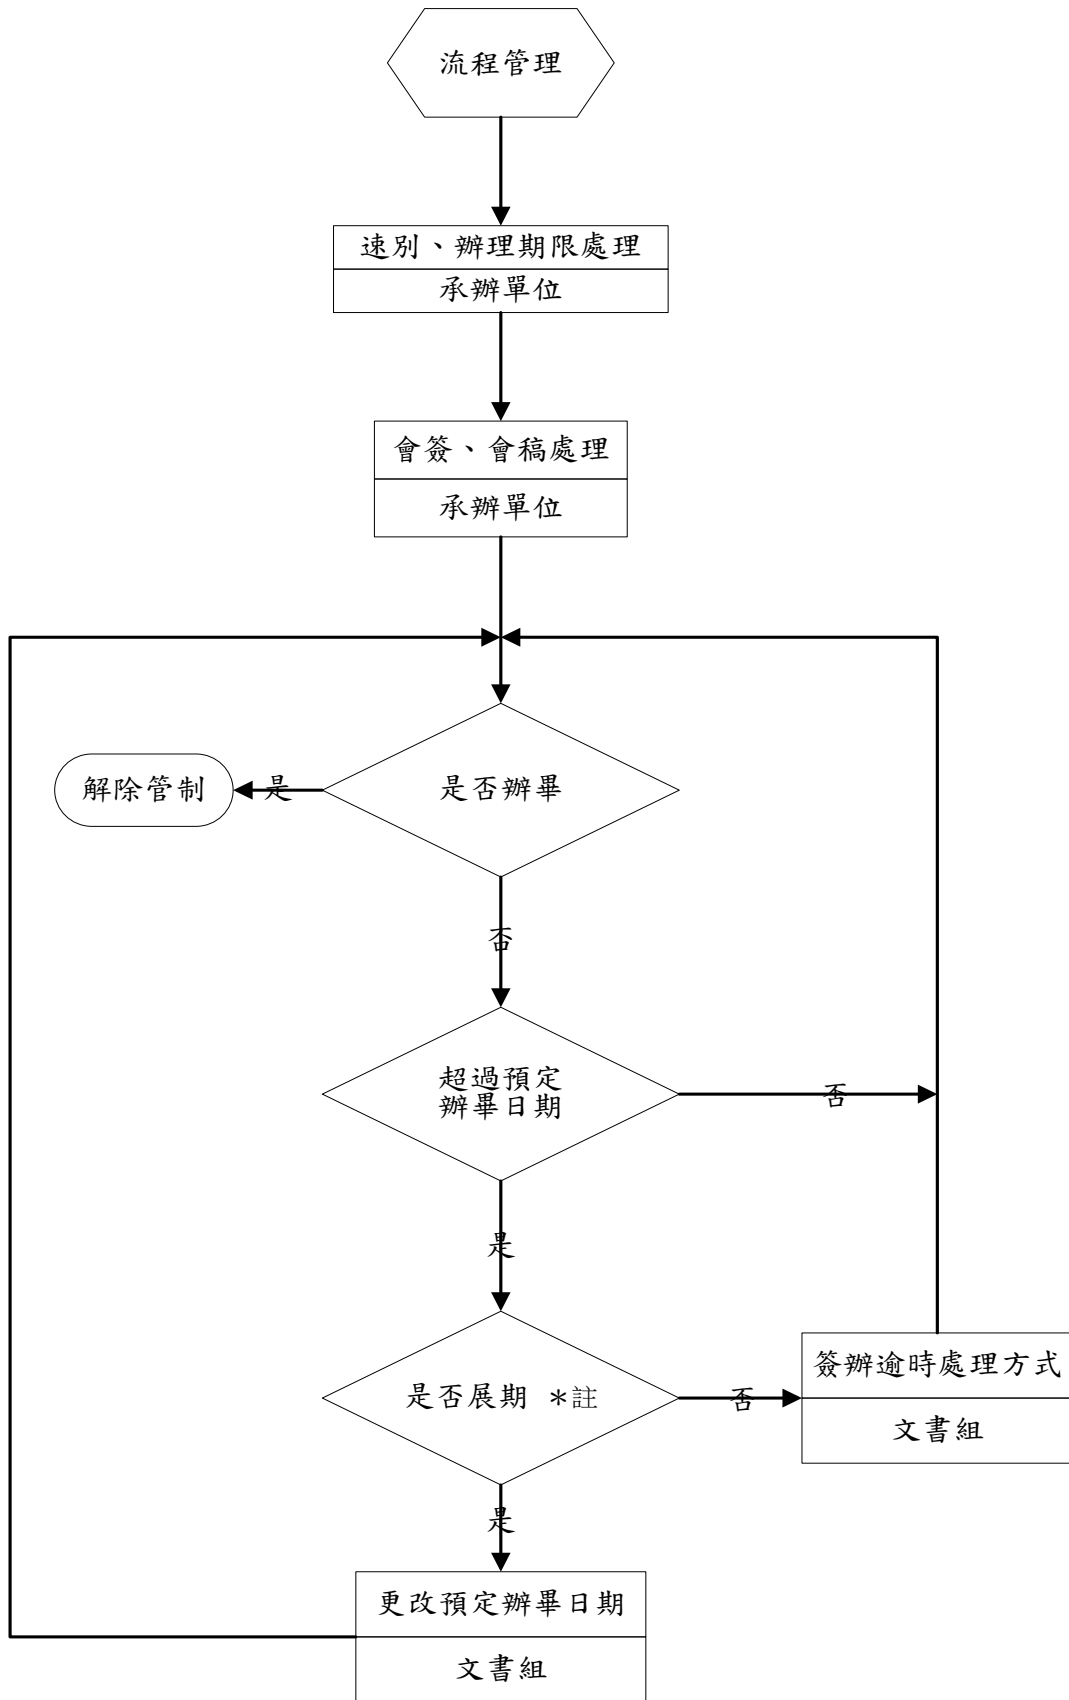 流程管理
速別、辦理期限處理
承辦單位
會簽、會稿處理
承辦單位
解除管制
是
是否辦畢
否
超過預定
辦畢日期
否
是
是否展期 *註
否
簽辦逾時處理方式
文書組
是
更改預定辦畢日期
文書組